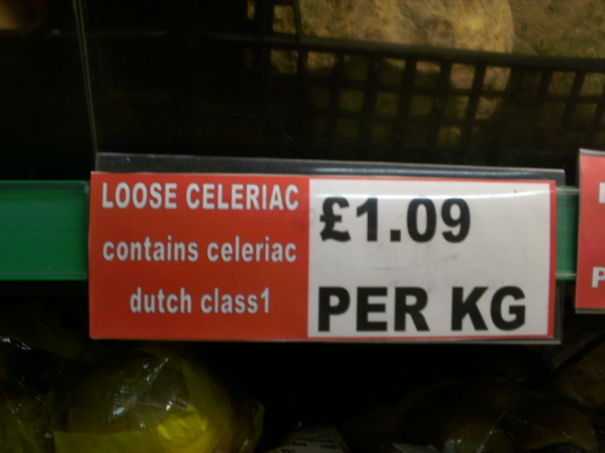 LOOSE CELERIAC
contains celeriac
dutch class1
£1.09
PER KG
P